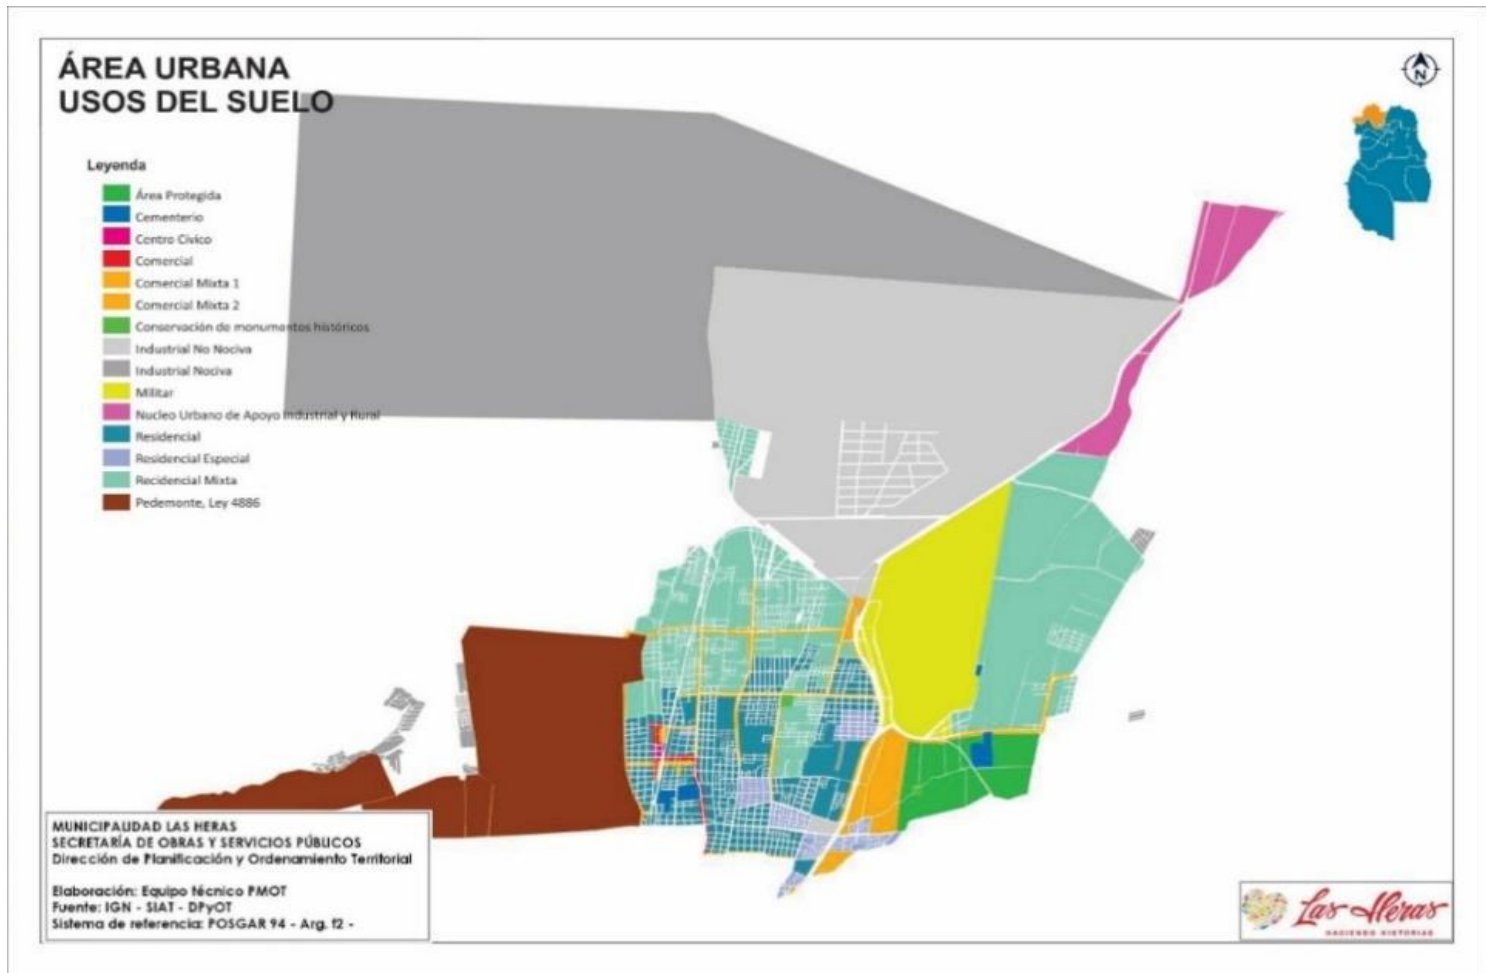 ÁREA URBANA
USOS DEL SUELO
N
Leyenda
Área Protegida
Cementerio
Centro Cívico
Comercial
Comercial Mixta 1
Comercial Mixta 2
Conservación de monumentos históricos
Industrial No Nociva
Industrial Nociva
Militar
Nucleo Urbano de Apoyo Industrial y Rural
Residencial
Residencial Especial
Recidencial Mixta
Pedemonte, Ley 4886
MUNICIPALIDAD LAS HERAS
SECRETARÍA DE OBRAS Y SERVICIOS PÚBLICOS
Dirección de Planificación y Ordenamiento Territorial
Elaboración: Equipo técnico PMOT
Fuente: IGN - SIAT - DPyOT
Sistema de referencia: POSGAR 94 - Arg. f2 -
Las Heras
HACIENDO HISTORIAS